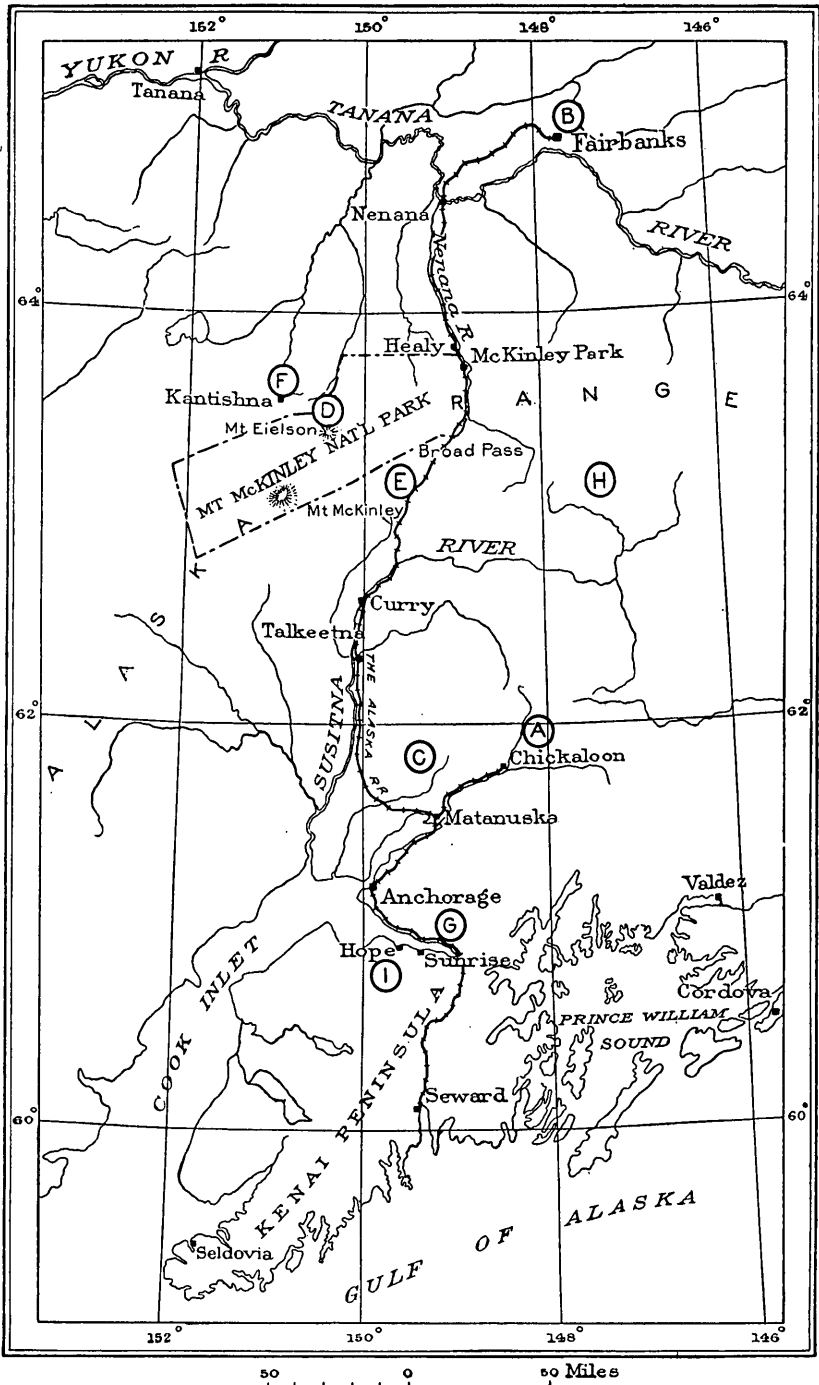 152° 150° 148° 146°
YUKON R
Tanana
TANANA
B
Fairbanks
Nenana
Nenana R
RIVER
64° 64°
Healy
McKinley Park
F
Kantishna
D
RANGE
Mt Eielson
MT McKINLEY NAT'L PARK
Broad Pass
E
H
Mt McKinley
RIVER
Curry
Talkeetna
ALASKA
THE ALASKA RR
SUSITNA
62° 62°
A
C
Chickaloon
Matanuska
Valdez
Anchorage
G
Hope
Sunrise
I
Cordova
COOK INLET
PRINCE WILLIAM
SOUND
KENAI PENINSULA
Seward
60° 60°
Seldovia
GULF OF ALASKA
152° 150° 148° 146°
50 0 50 Miles